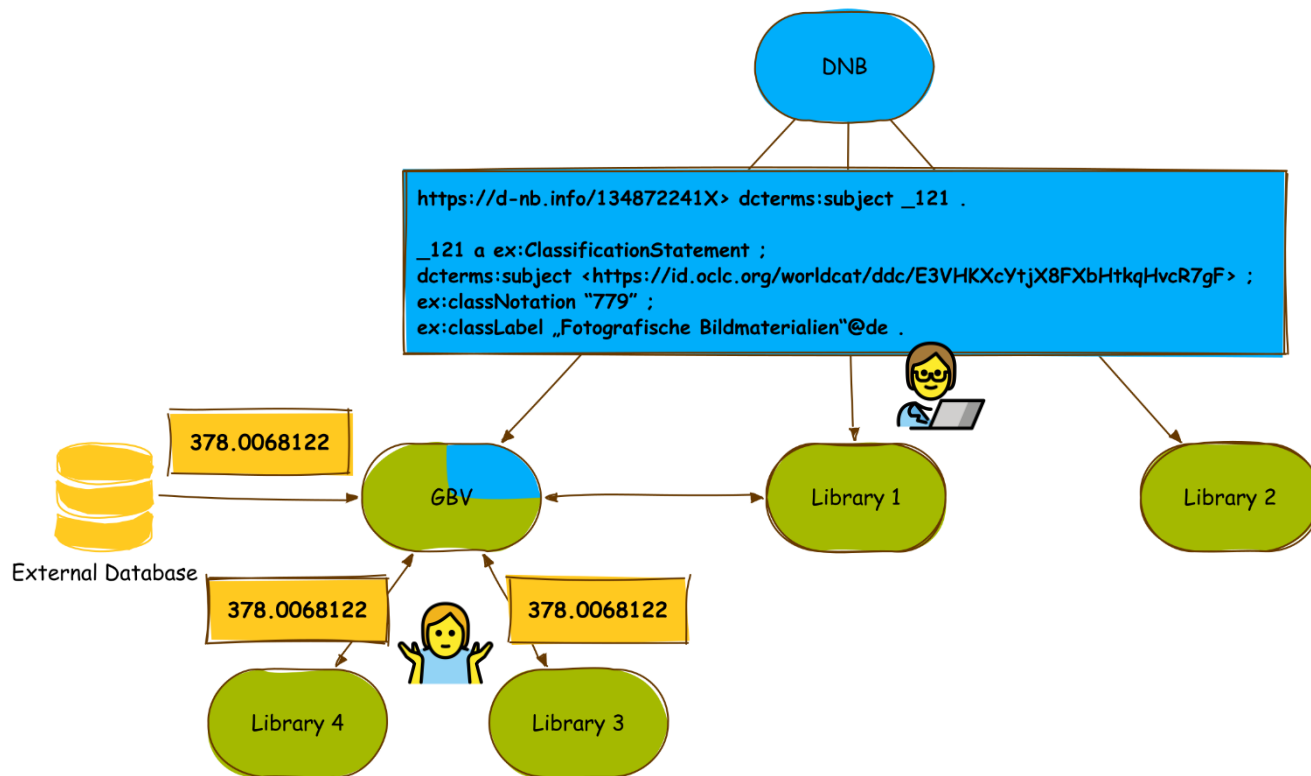 DNB
https://d-nb.info/134872241X> dcterms:subject _121 .
_121 a ex:ClassificationStatement ;
dcterms:subject <https://id.oclc.org/worldcat/ddc/E3VHKXcYtjX8FXbHtkqHvcR7gF> ;
ex:classNotation “779” ;
ex:classLabel „Fotografische Bildmaterialien“@de .
378.0068122
GBV
Library 1
Library 2
External Database
378.0068122
378.0068122
Library 4
Library 3